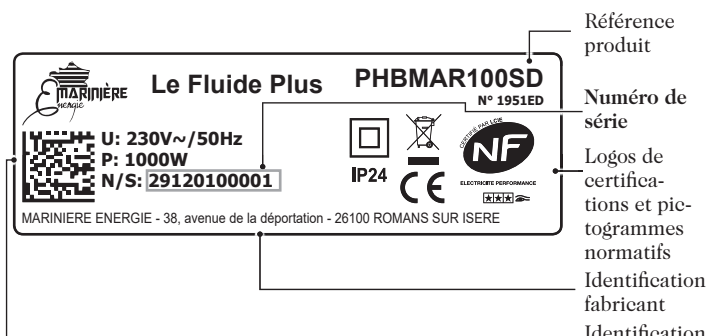 Référence
produit
MARINIÈRE
Energie
Le Fluide Plus
PHBMAR100SD
N° 1951ED
Numéro de
série
U: 230V~/50Hz
P: 1000W
N/S: 29120100001
IP24
CE
CERTIFIÉ PAR LCIE
NF
ELECTRICITE PERFORMANCE
Logos de
certifica-
tions et pic-
togrammes
normatifs
MARINIERE ENERGIE - 38, avenue de la déportation - 26100 ROMANS SUR ISERE
Identification
fabricant
Identification